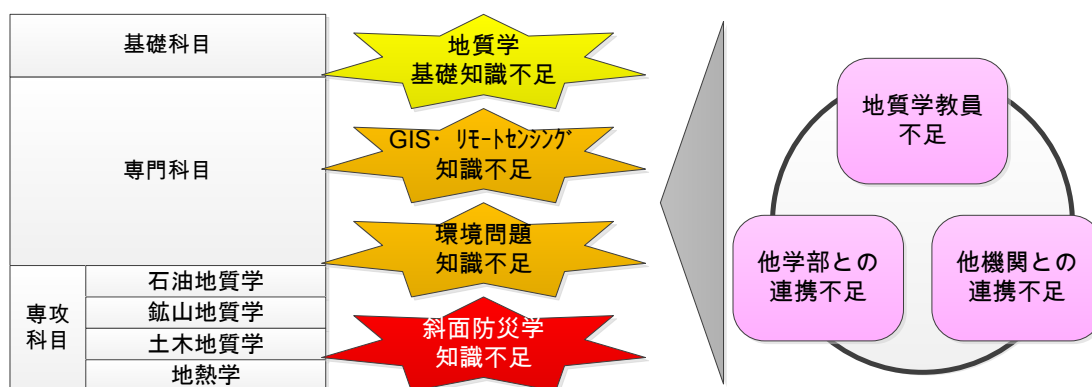 基礎科目
専門科目
専攻
科目
石油地質学
鉱山地質学
土木地質学
地熱学
地質学
基礎知識不足
GIS・ ﾘﾓｰﾄｾﾝｼﾝｸﾞ
知識不足
環境問題
知識不足
斜面防災学
知識不足
地質学教員
不足
他学部との
連携不足
他機関との
連携不足